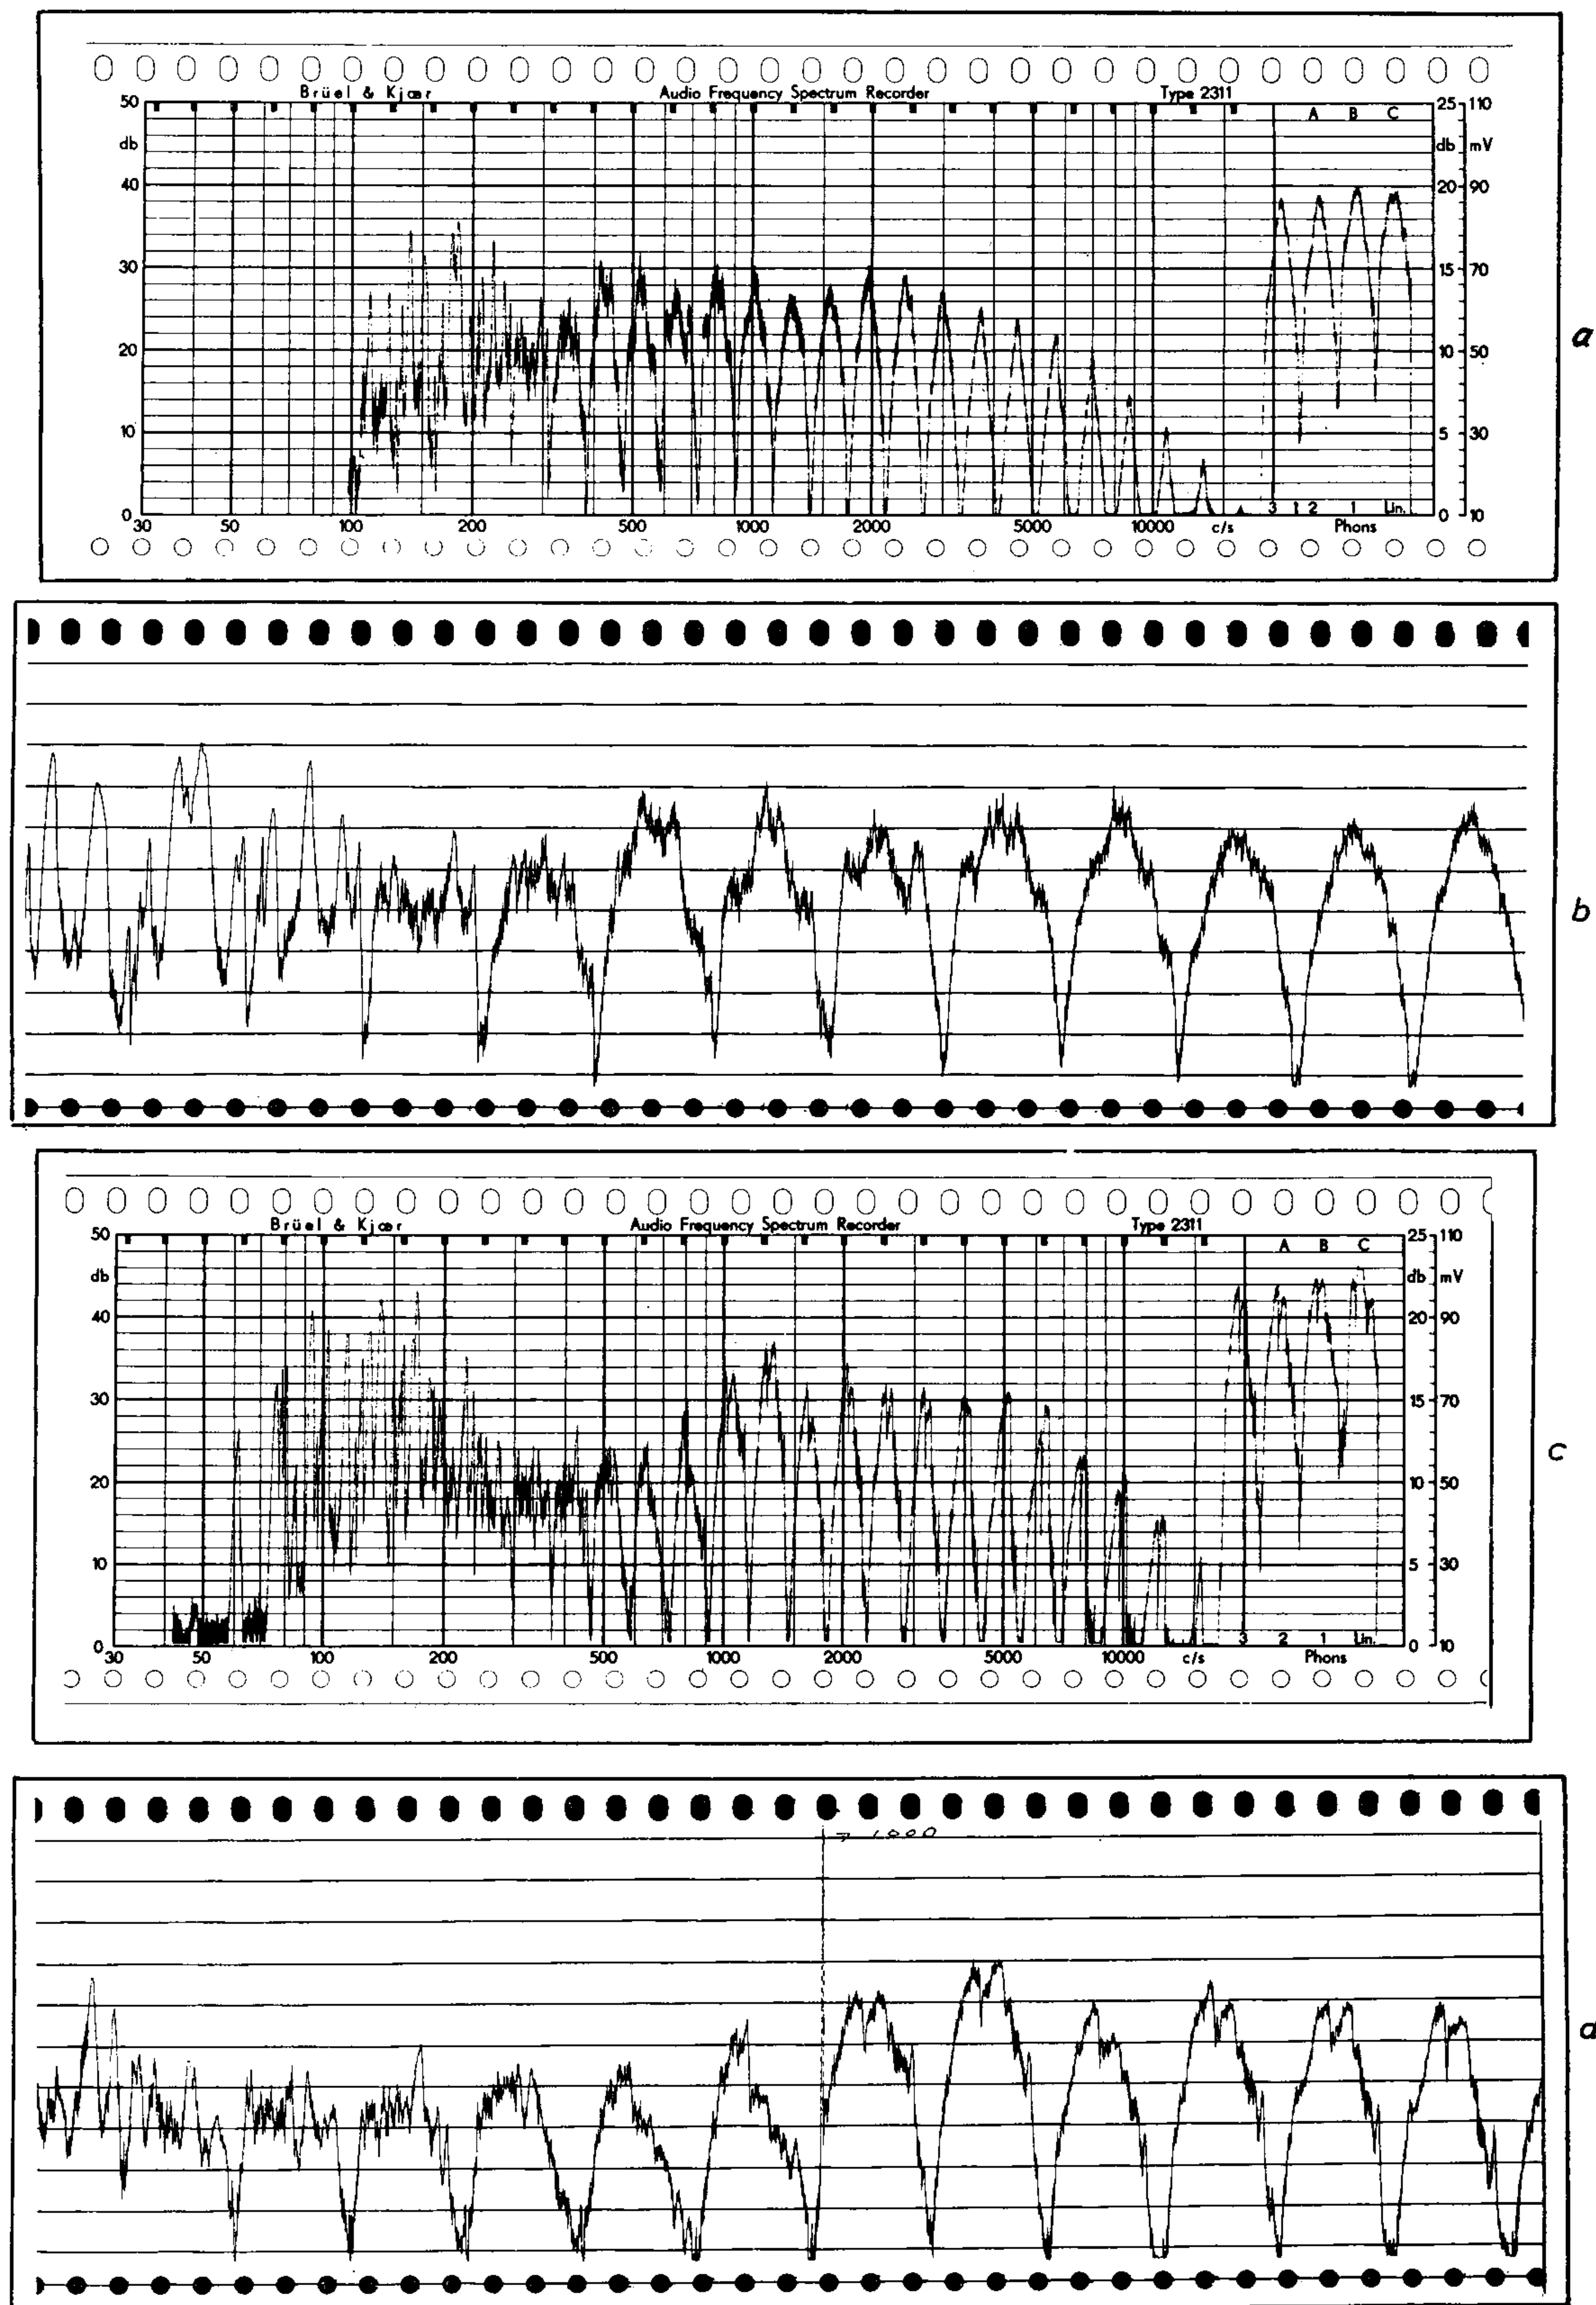 Brüel & Kjær Audio Frequency Spectrum Recorder Type 2311
50 A B C 25 110
db db mV
40 20 90
30 15 70
a
20 10 50
10 5 30
0 3 1 2 1 Lin. 0 10
30 50 100 200 500 1000 2000 5000 10000 c/s Phons
b
Brüel & Kjær Audio Frequency Spectrum Recorder Type 2311
50 A B C 25 110
db db mV
40 20 90
30 15 70
c
20 10 50
10 5 30
0 3 2 1 Lin. 0 10
30 50 100 200 500 1000 2000 5000 10000 c/s Phons
→ 1000
d